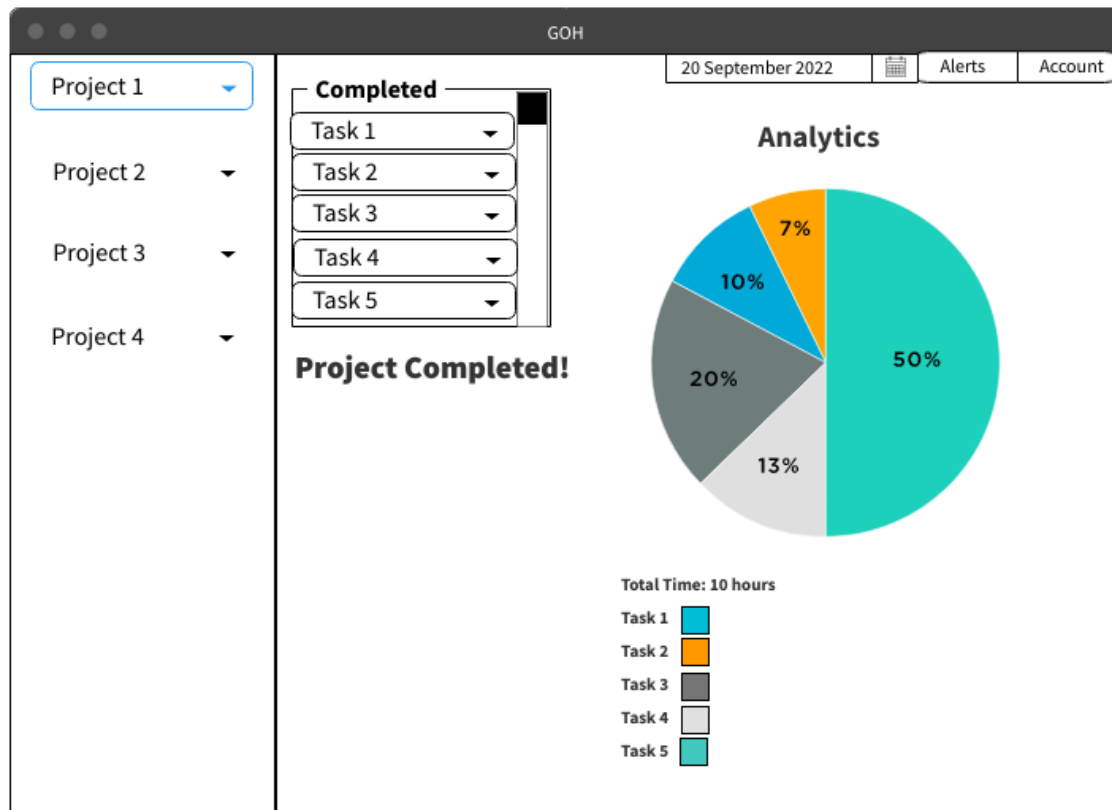 GOH
Project 1
Project 2
Project 3
Project 4
Completed
Task 1
Task 2
Task 3
Task 4
Task 5
Project Completed!
20 September 2022
Alerts
Account
Analytics
7%
10%
50%
20%
13%
Total Time: 10 hours
Task 1
Task 2
Task 3
Task 4
Task 5